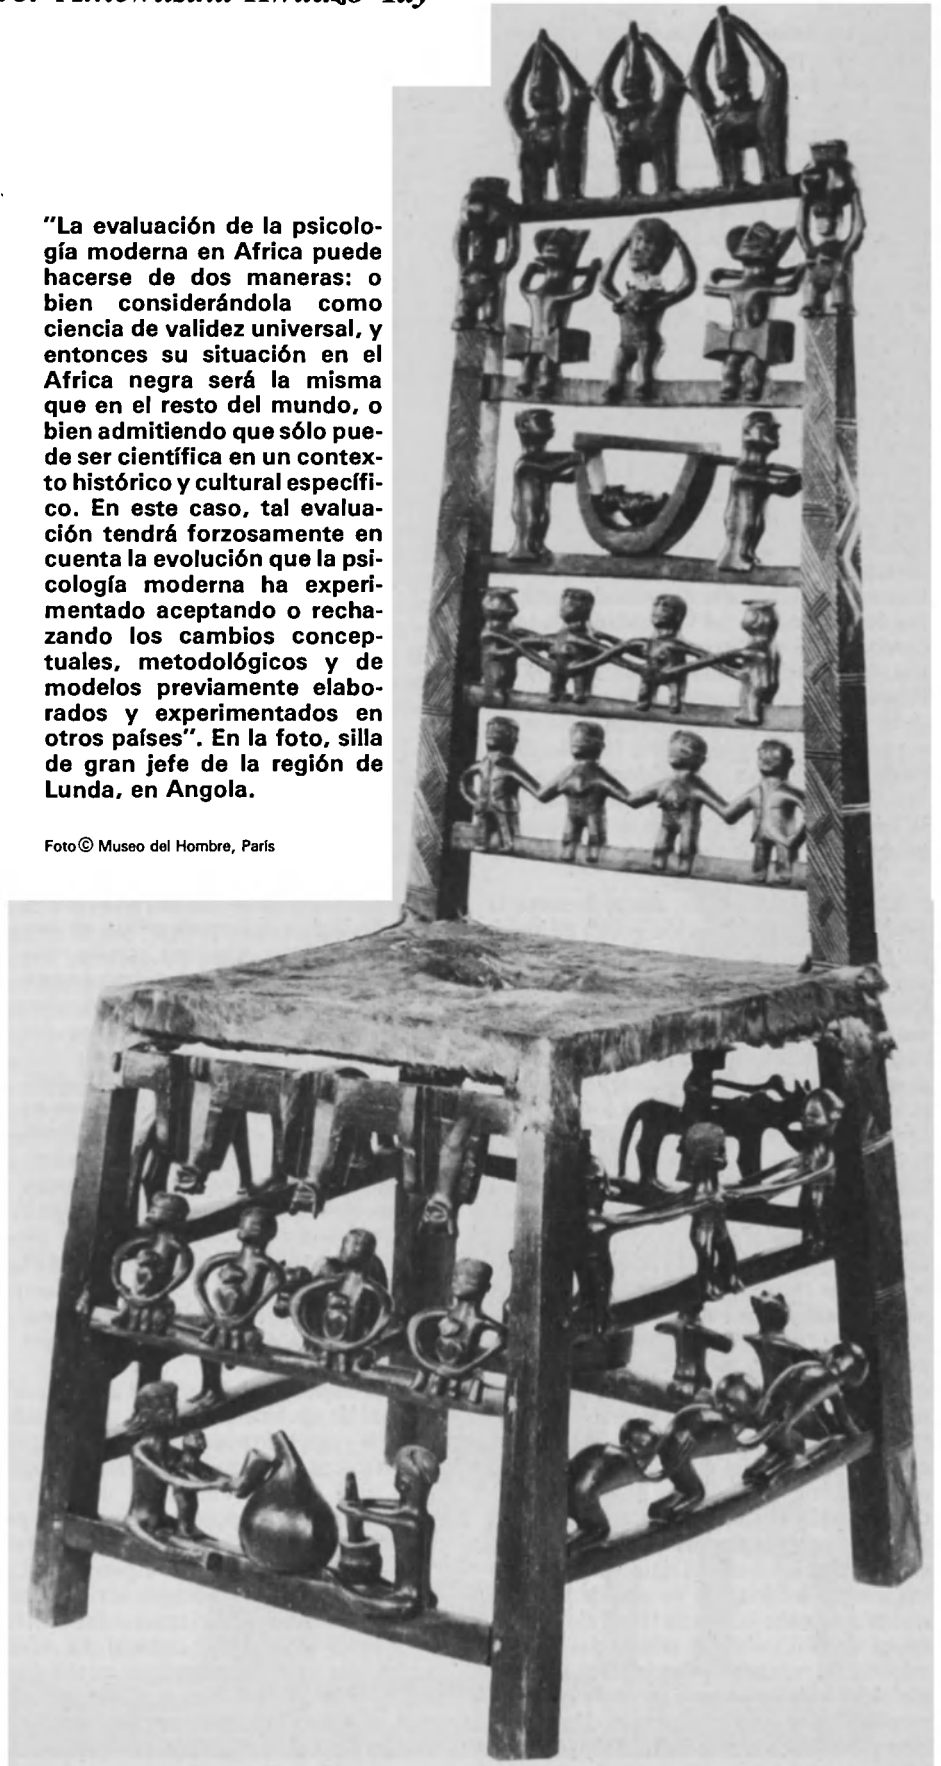 "La evaluación de la psicolo-
gía moderna en Africa puede
hacerse de dos maneras: o
bien considerándola como
ciencia de validez universal, y
entonces su situación en el
Africa negra será la misma
que en el resto del mundo, o
bien admitiendo que sólo pue-
de ser científica en un contex-
to histórico y cultural específi-
co. En este caso, tal evalua-
ción tendrá forzosamente en
cuenta la evolución que la psi-
cología moderna ha experi-
mentado aceptando o recha-
zando los cambios concep-
tuales, metodológicos y de
modelos previamente elabo-
rados y experimentados en
otros países". En la foto, silla
de gran jefe de la región de
Lunda, en Angola.
Foto © Museo del Hombre, París